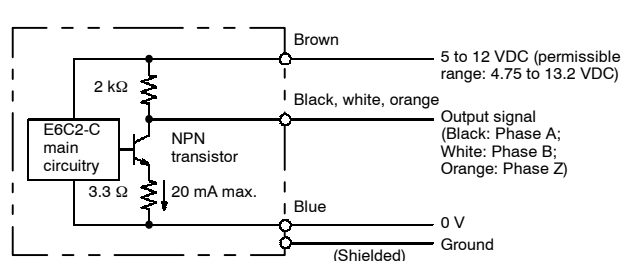 Brown
5 to 12 VDC (permissible
range: 4.75 to 13.2 VDC)
2 kΩ
Black, white, orange
Output signal
(Black: Phase A;
White: Phase B;
Orange: Phase Z)
E6C2-C
main
circuitry
NPN
transistor
3.3 Ω
20 mA max.
Blue
0 V
Ground
(Shielded)